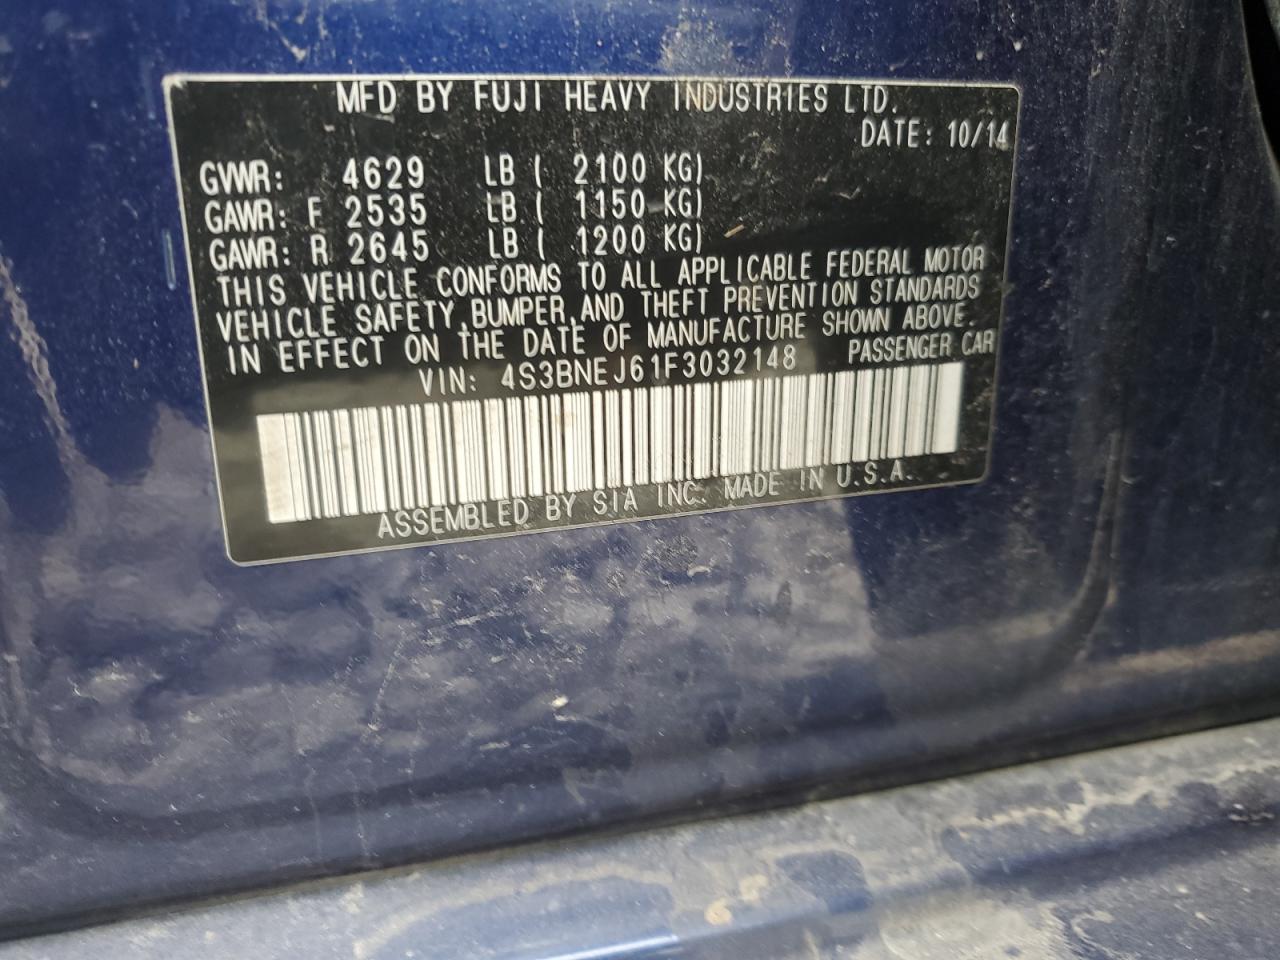 MFD BY FUJI HEAVY INDUSTRIES LTD.
DATE: 10/14
GVWR: 4629 LB ( 2100 KG)
GAWR: F 2535 LB ( 1150 KG)
GAWR: R 2645 LB ( 1200 KG)
THIS VEHICLE CONFORMS TO ALL APPLICABLE FEDERAL MOTOR
VEHICLE SAFETY,BUMPER,AND THEFT PREVENTION STANDARDS
IN EFFECT ON THE DATE OF MANUFACTURE SHOWN ABOVE.
VIN: 4S3BNEJ61F3032148 PASSENGER CAR
ASSEMBLED BY SIA INC. MADE IN U.S.A.